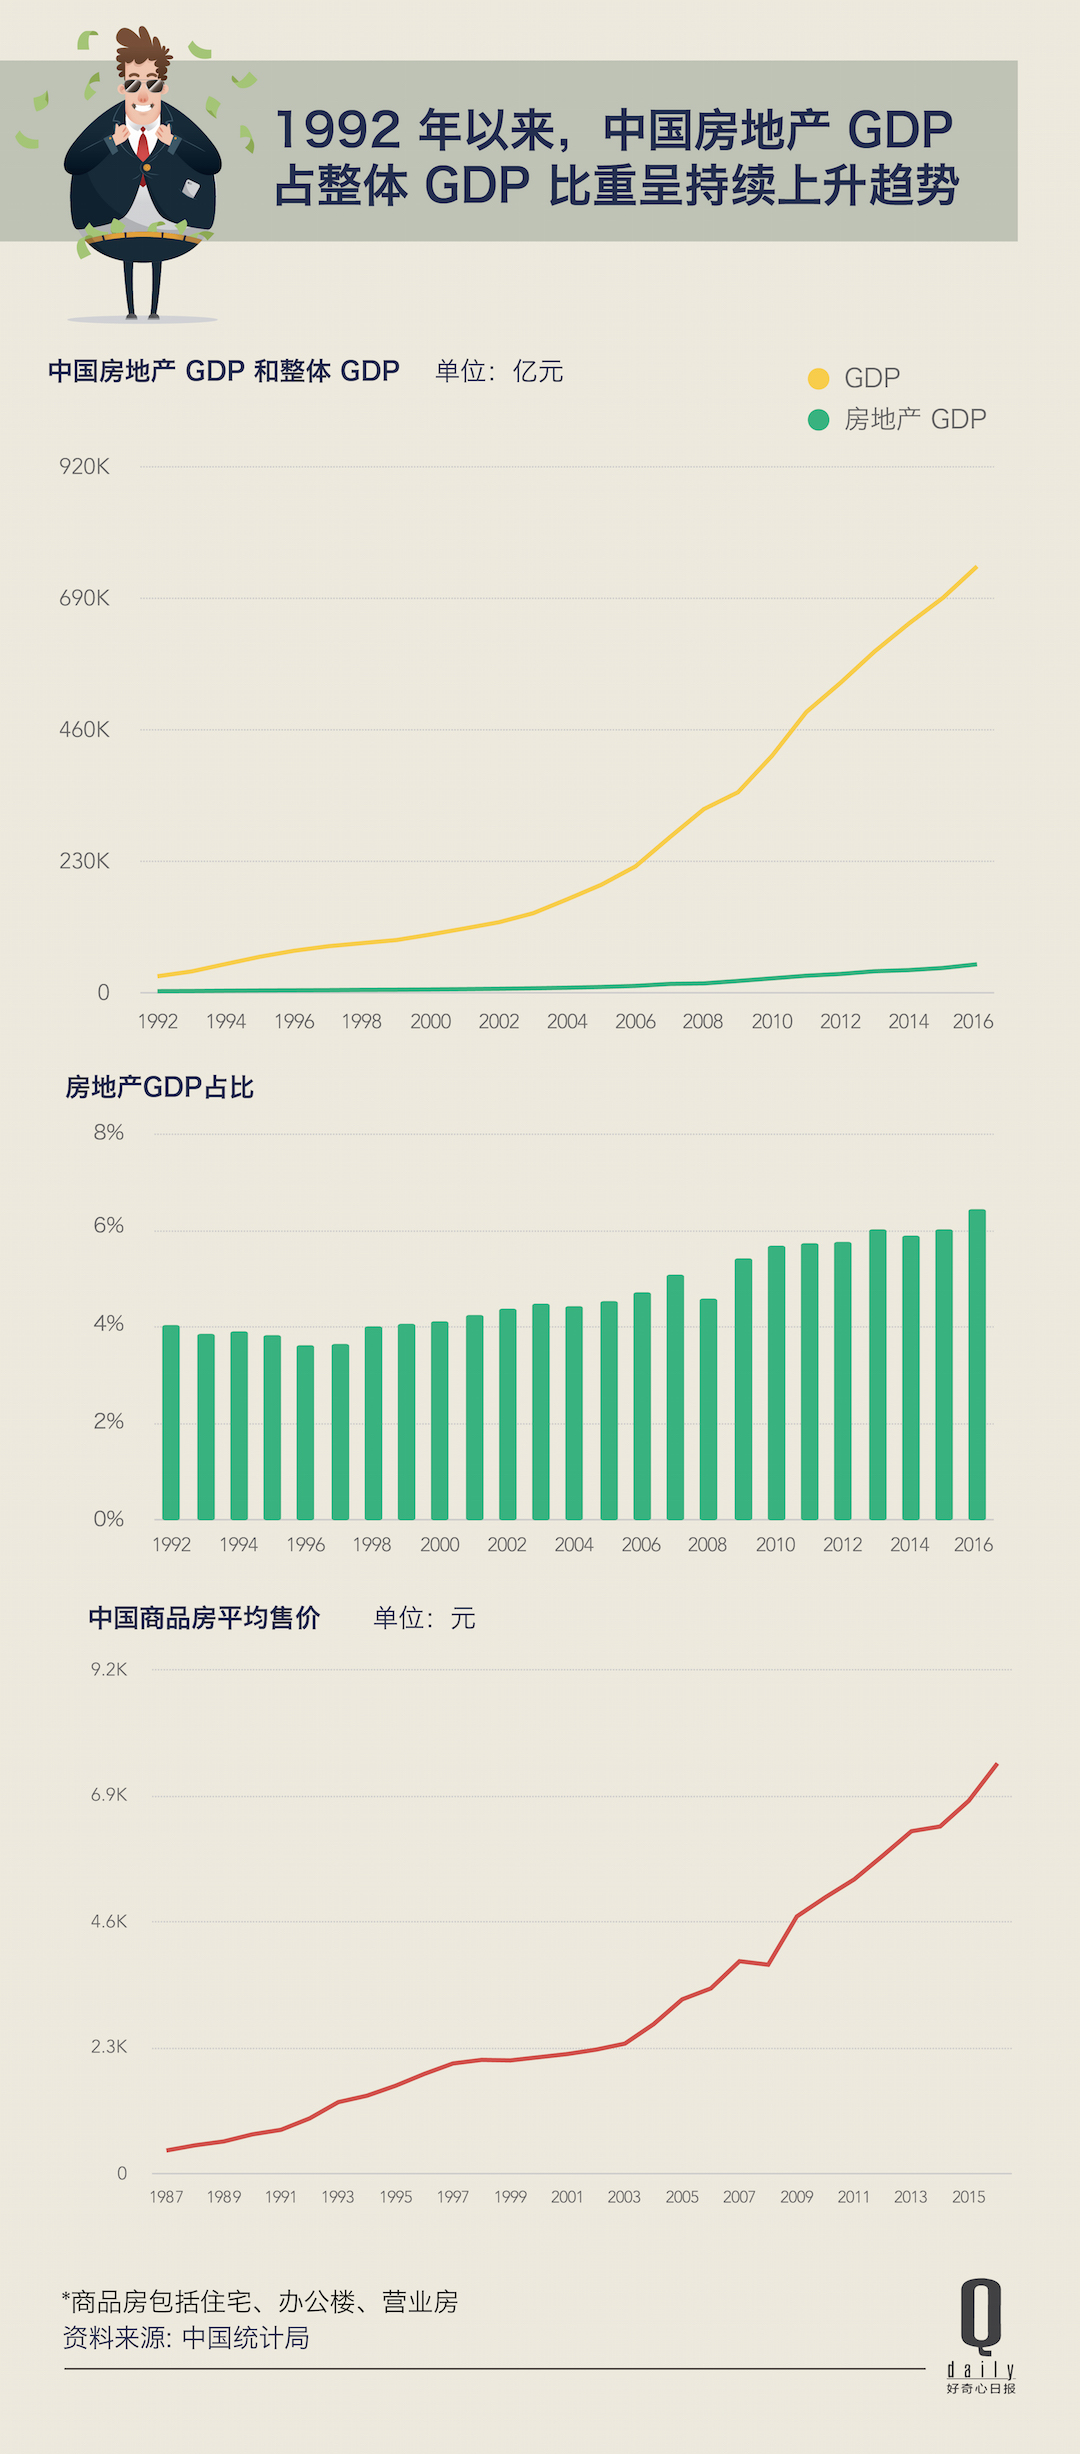 1992 年以来，中国房地产 GDP
占整体 GDP 比重呈持续上升趋势
中国房地产 GDP 和整体 GDP 单位：亿元
GDP
房地产 GDP
920K
690K
460K
230K
0
1992 1994 1996 1998 2000 2002 2004 2006 2008 2010 2012 2014 2016
房地产GDP占比
8%
6%
4%
2%
0%
1992 1994 1996 1998 2000 2002 2004 2006 2008 2010 2012 2014 2016
中国商品房平均售价 单位：元
9.2K
6.9K
4.6K
2.3K
0
1987 1989 1991 1993 1995 1997 1999 2001 2003 2005 2007 2009 2011 2013 2015
*商品房包括住宅、办公楼、营业房
资料来源: 中国统计局
Q
daily
好奇心日报